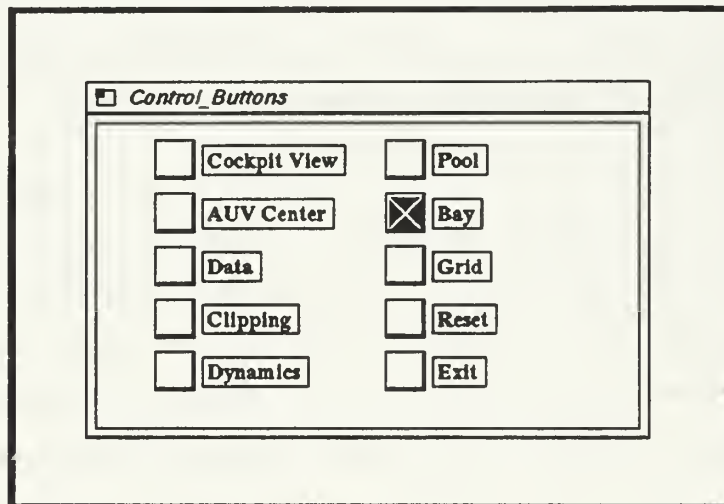 Control_Buttons
Cockpit View
AUV Center
Data
Clipping
Dynamics
Pool
Bay
Grid
Reset
Exit